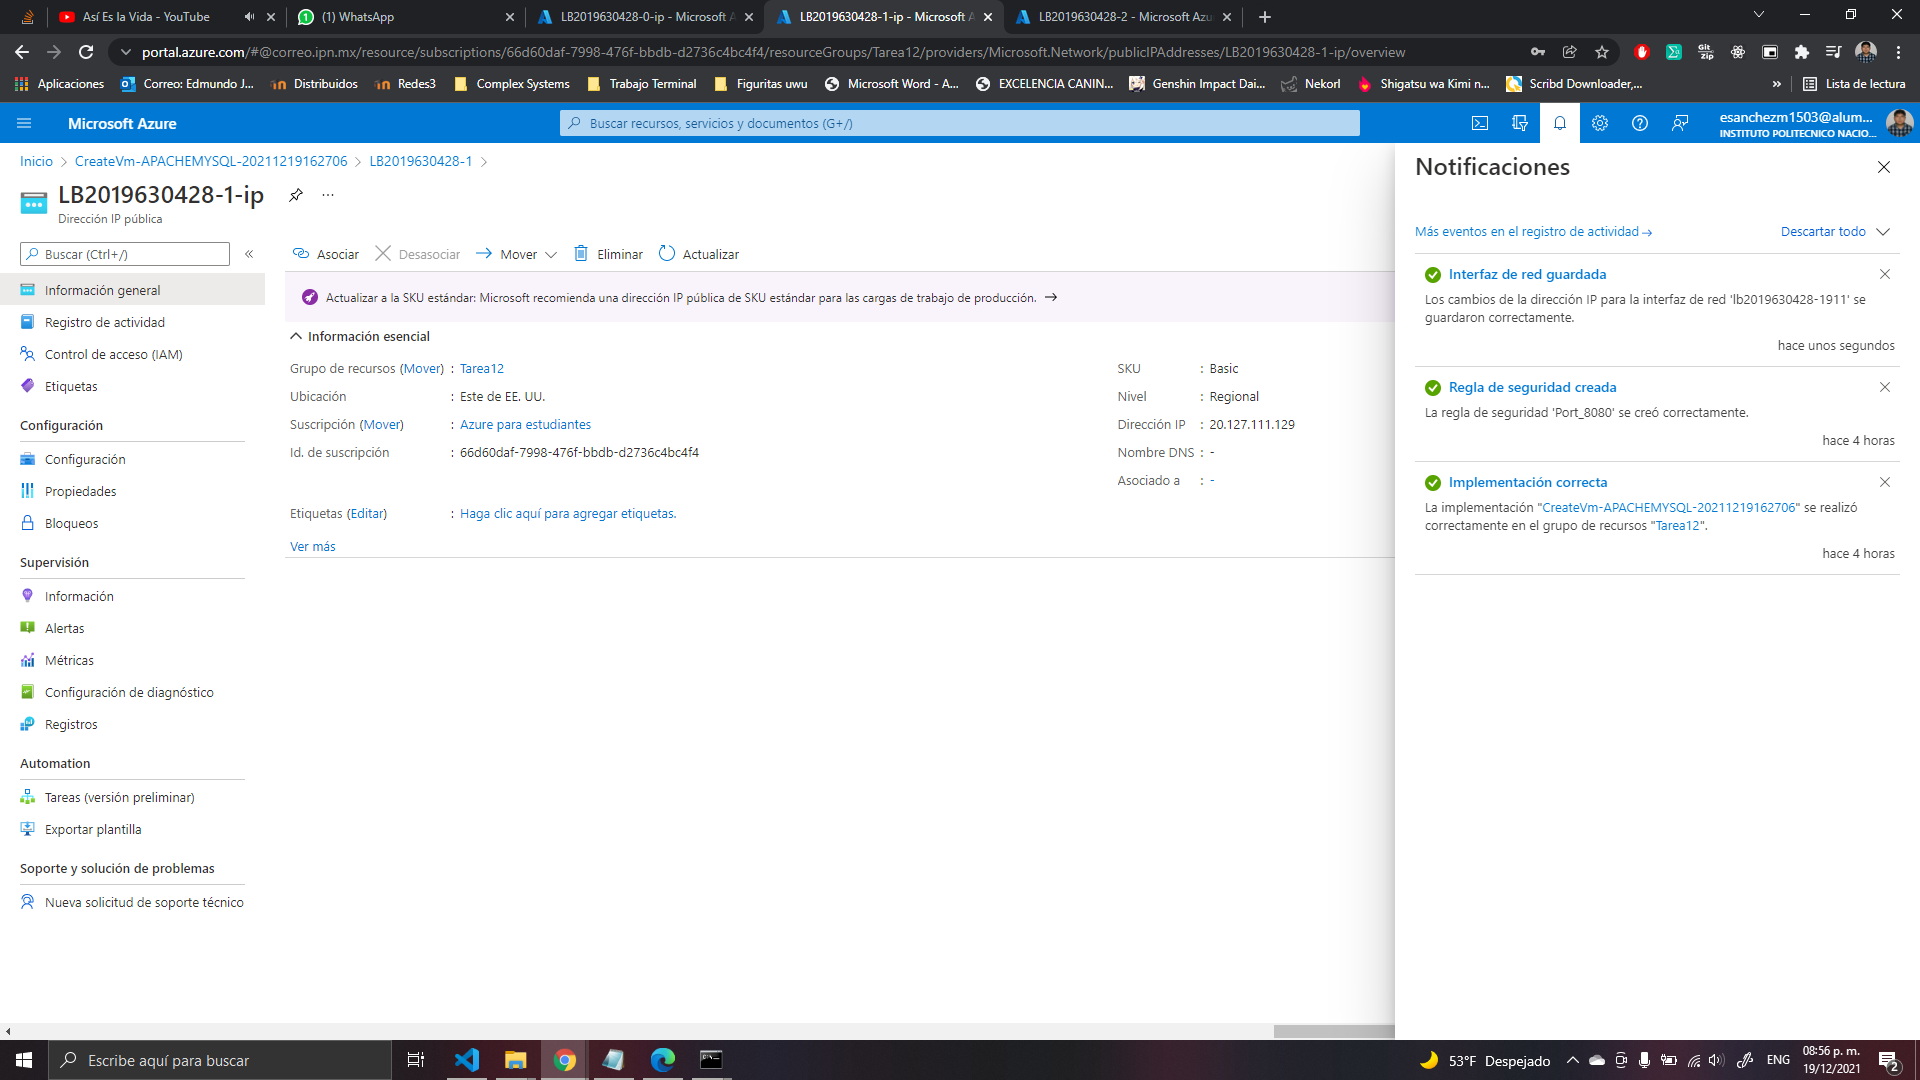 Así Es la Vida - YouTube
(1) WhatsApp
LB2019630428-0-ip - Microsoft A
LB2019630428-1-ip - Microsoft A
LB2019630428-2 - Microsoft Azu
portal.azure.com/#@correo.ipn.mx/resource/subscriptions/66d60daf-7998-476f-bbdb-d2736c4bc4f4/resourceGroups/Tarea12/providers/Microsoft.Network/publicIPAddresses/LB2019630428-1-ip/overview
Aplicaciones
Correo: Edmundo J...
Distribuidos
Redes3
Complex Systems
Trabajo Terminal
Figuritas uwu
Microsoft Word - A...
EXCELENCIA CANIN...
Genshin Impact Dai...
Nekorl
Shigatsu wa Kimi n...
Scribd Downloader,...
»
Lista de lectura
Microsoft Azure
Buscar recursos, servicios y documentos (G+/)
esanchezm1503@alum...
INSTITUTO POLITECNICO NACIO...
Inicio > CreateVm-APACHEMYSQL-20211219162706 > LB2019630428-1 >
LB2019630428-1-ip
Dirección IP pública
Buscar (Ctrl+/)
«
Información general
Registro de actividad
Control de acceso (IAM)
Etiquetas
Configuración
Configuración
Propiedades
Bloqueos
Supervisión
Información
Alertas
Métricas
Configuración de diagnóstico
Registros
Automation
Tareas (versión preliminar)
Exportar plantilla
Soporte y solución de problemas
Nueva solicitud de soporte técnico
Asociar
Desasociar
Mover
Eliminar
Actualizar
Actualizar a la SKU estándar: Microsoft recomienda una dirección IP pública de SKU estándar para las cargas de trabajo de producción. →
Información esencial
Grupo de recursos (Mover) : Tarea12
Ubicación : Este de EE. UU.
Suscripción (Mover) : Azure para estudiantes
Id. de suscripción : 66d60daf-7998-476f-bbdb-d2736c4bc4f4
Etiquetas (Editar) : Haga clic aquí para agregar etiquetas.
Ver más
SKU : Basic
Nivel : Regional
Dirección IP : 20.127.111.129
Nombre DNS : -
Asociado a : -
Notificaciones
Más eventos en el registro de actividad →
Descartar todo
Interfaz de red guardada
Los cambios de la dirección IP para la interfaz de red 'lb2019630428-1911' se
guardaron correctamente.
hace unos segundos
Regla de seguridad creada
La regla de seguridad 'Port_8080' se creó correctamente.
hace 4 horas
Implementación correcta
La implementación "CreateVm-APACHEMYSQL-20211219162706" se realizó
correctamente en el grupo de recursos "Tarea12".
hace 4 horas
Escribe aquí para buscar
53°F Despejado
ENG
08:56 p. m.
19/12/2021
2